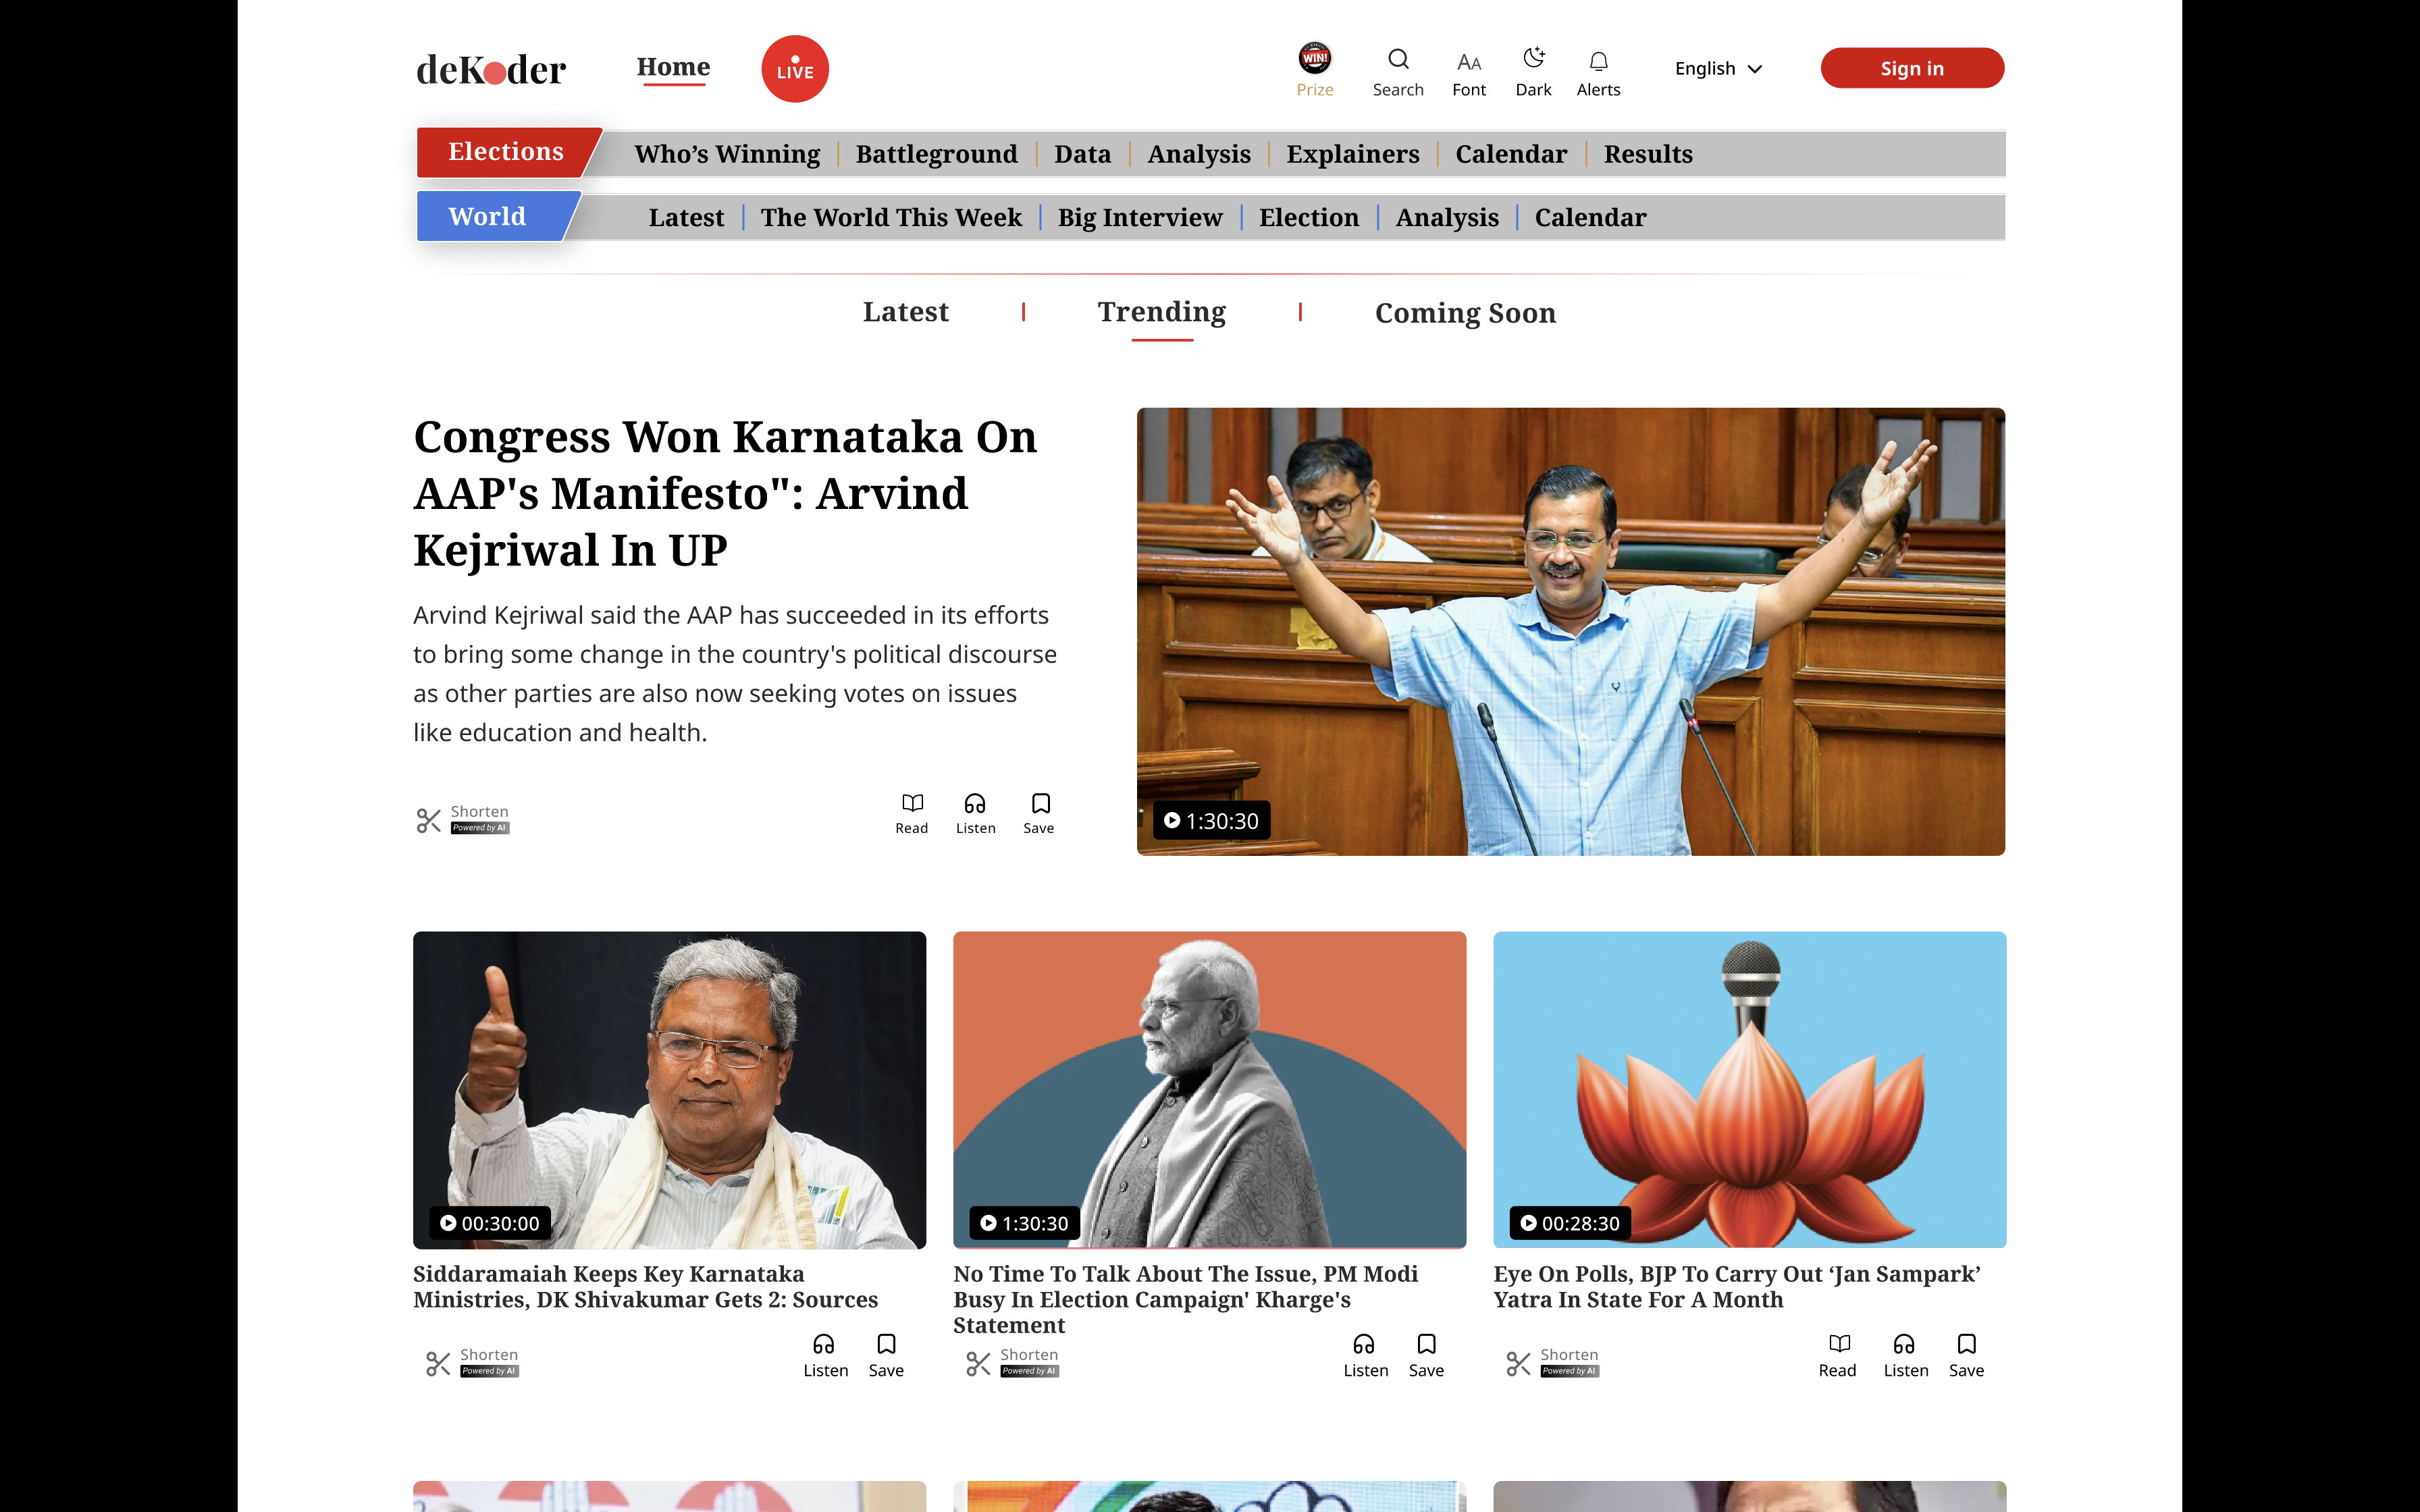 deKoder
Home
LIVE
WIN!
Prize
Search
AA
Font
Dark
Alerts
English
Sign in
Elections
Who’s Winning
Battleground
Data
Analysis
Explainers
Calendar
Results
World
Latest
The World This Week
Big Interview
Election
Analysis
Calendar
Latest
Trending
Coming Soon
Congress Won Karnataka On
AAP's Manifesto": Arvind
Kejriwal In UP
Arvind Kejriwal said the AAP has succeeded in its efforts
to bring some change in the country's political discourse
as other parties are also now seeking votes on issues
like education and health.
Shorten
Powered by AI
Read
Listen
Save
1:30:30
00:30:00
Siddaramaiah Keeps Key Karnataka
Ministries, DK Shivakumar Gets 2: Sources
Shorten
Powered by AI
Listen
Save
1:30:30
No Time To Talk About The Issue, PM Modi
Busy In Election Campaign' Kharge's
Statement
Shorten
Powered by AI
Listen
Save
00:28:30
Eye On Polls, BJP To Carry Out ‘Jan Sampark’
Yatra In State For A Month
Shorten
Powered by AI
Read
Listen
Save